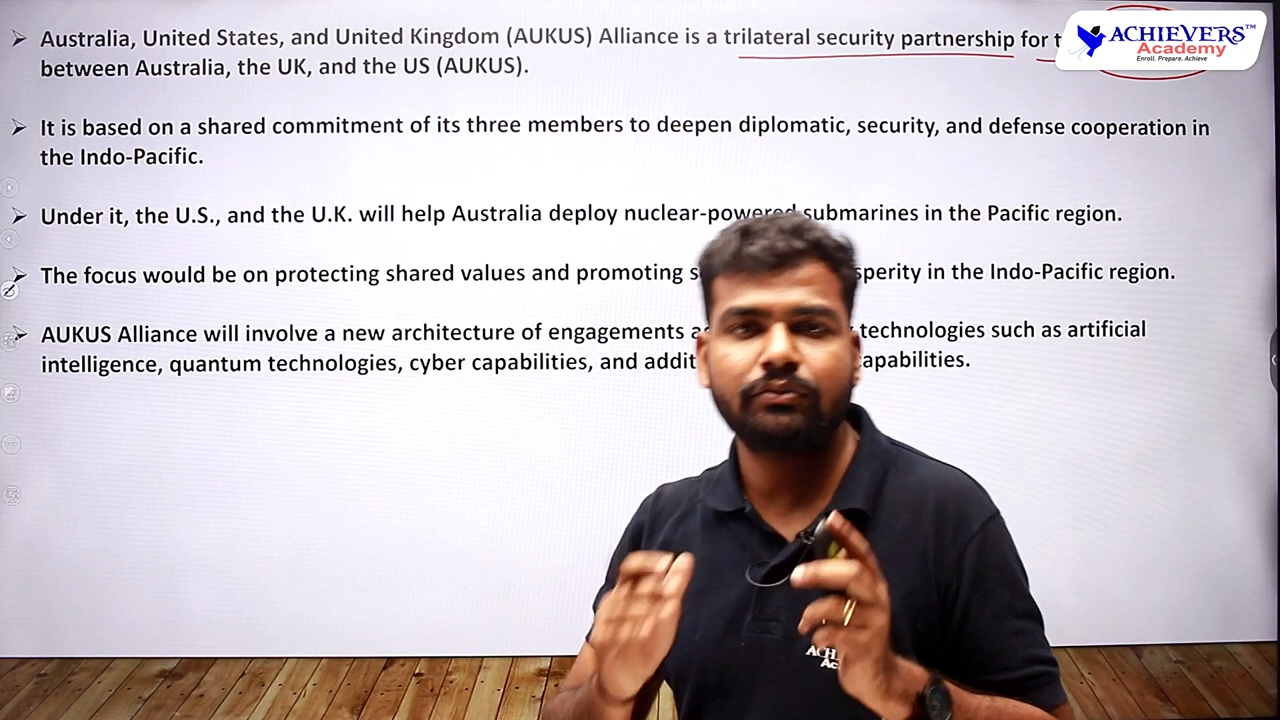 Australia, United States, and United Kingdom (AUKUS) Alliance is a trilateral security partnership for
between Australia, the UK, and the US (AUKUS).
It is based on a shared commitment of its three members to deepen diplomatic, security, and defense cooperation in
the Indo-Pacific.
Under it, the U.S., and the U.K. will help Australia deploy nuclear-powered submarines in the Pacific region.
The focus would be on protecting shared values and promoting in the Indo-Pacific region.
AUKUS Alliance will involve a new architecture of engagements technologies such as artificial
intelligence, quantum technologies, cyber capabilities, and
ACHIEVERS™
Academy
Enroll. Prepare. Achieve